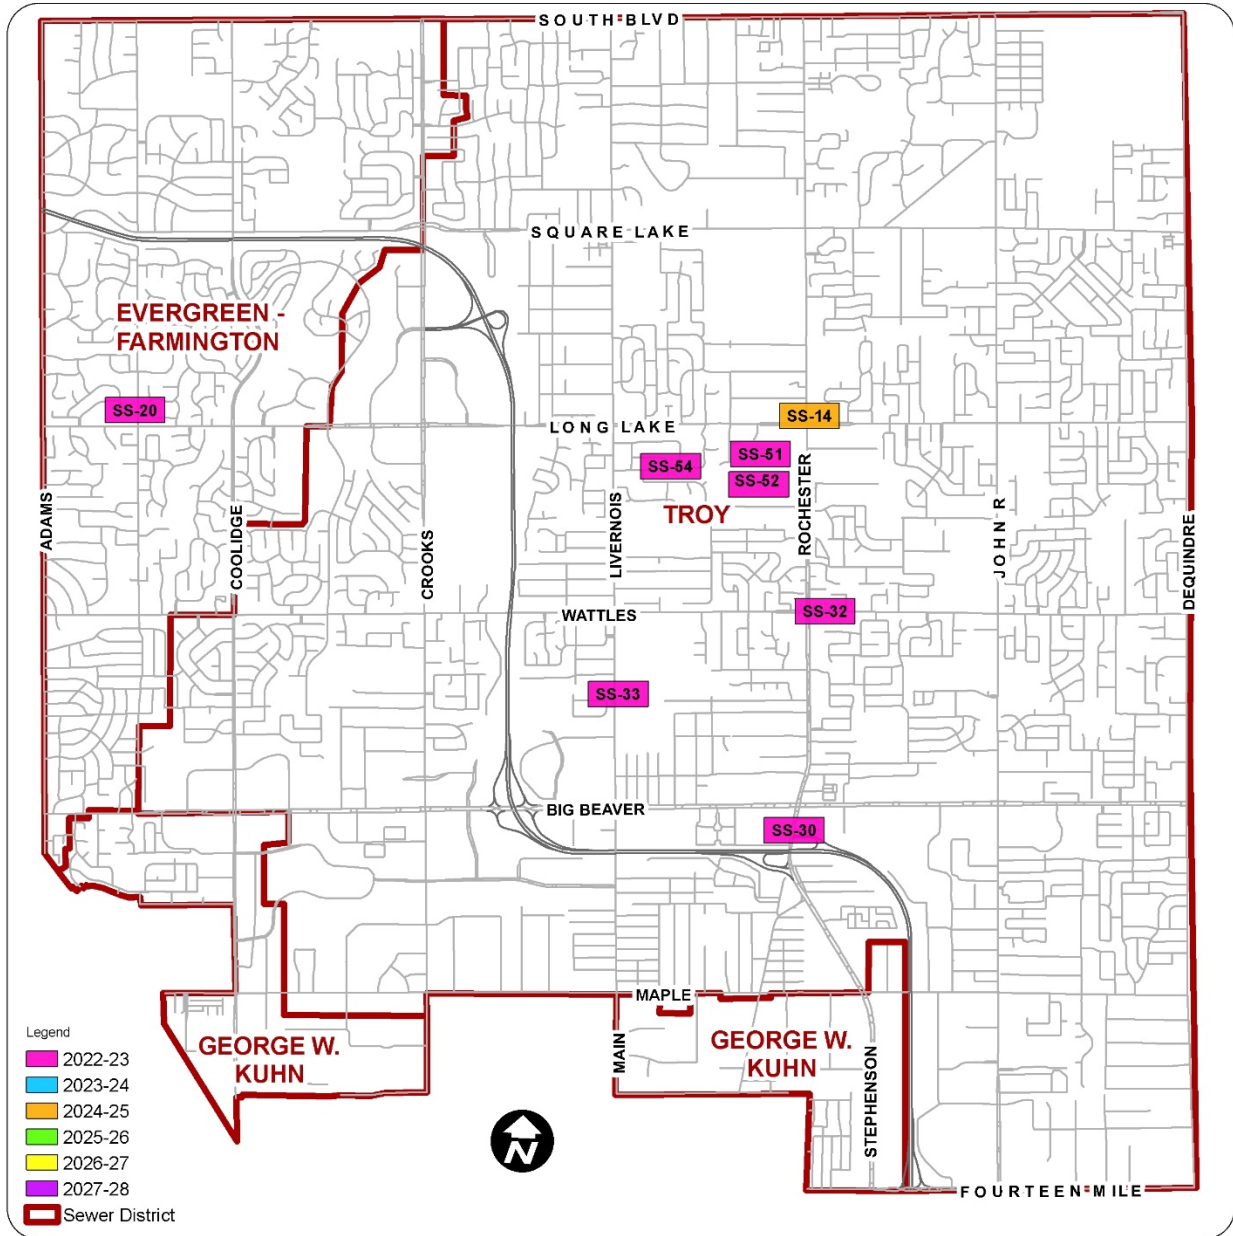 SOUTH BLVD
SQUARE LAKE
EVERGREEN -
FARMINGTON
SS-20
SS-14
LONG LAKE
SS-54
SS-51
SS-52
TROY
ADAMS
COOLIDGE
CROOKS
LIVERNOIS
ROCHESTER
JOHN R
DEQUINDRE
WATTLES
SS-32
SS-33
BIG BEAVER
SS-30
MAPLE
GEORGE W.
KUHN
MAIN
GEORGE W.
KUHN
STEPHENSON
FOURTEEN MILE
N
Legend
2022-23
2023-24
2024-25
2025-26
2026-27
2027-28
Sewer District